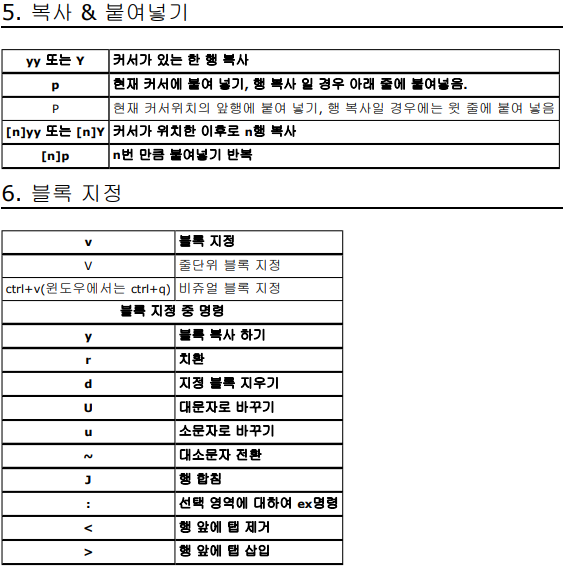 5. 복사 & 붙여넣기
yy 또는 Y 커서가 있는 한 행 복사
p 현재 커서에 붙여 넣기, 행 복사 일 경우 아래 줄에 붙여넣음.
P 현재 커서위치의 앞행에 붙여 넣기, 행 복사일 경우에는 윗 줄에 붙여 넣음
[n]yy 또는 [n]Y 커서가 위치한 이후로 n행 복사
[n]p n번 만큼 붙여넣기 반복
6. 블록 지정
v 블록 지정
V 줄단위 블록 지정
ctrl+v(윈도우에서는 ctrl+q) 비쥬얼 블록 지정
블록 지정 중 명령
y 블록 복사 하기
r 치환
d 지정 블록 지우기
U 대문자로 바꾸기
u 소문자로 바꾸기
~ 대소문자 전환
J 행 합침
: 선택 영역에 대하여 ex명령
< 행 앞에 탭 제거
> 행 앞에 탭 삽입